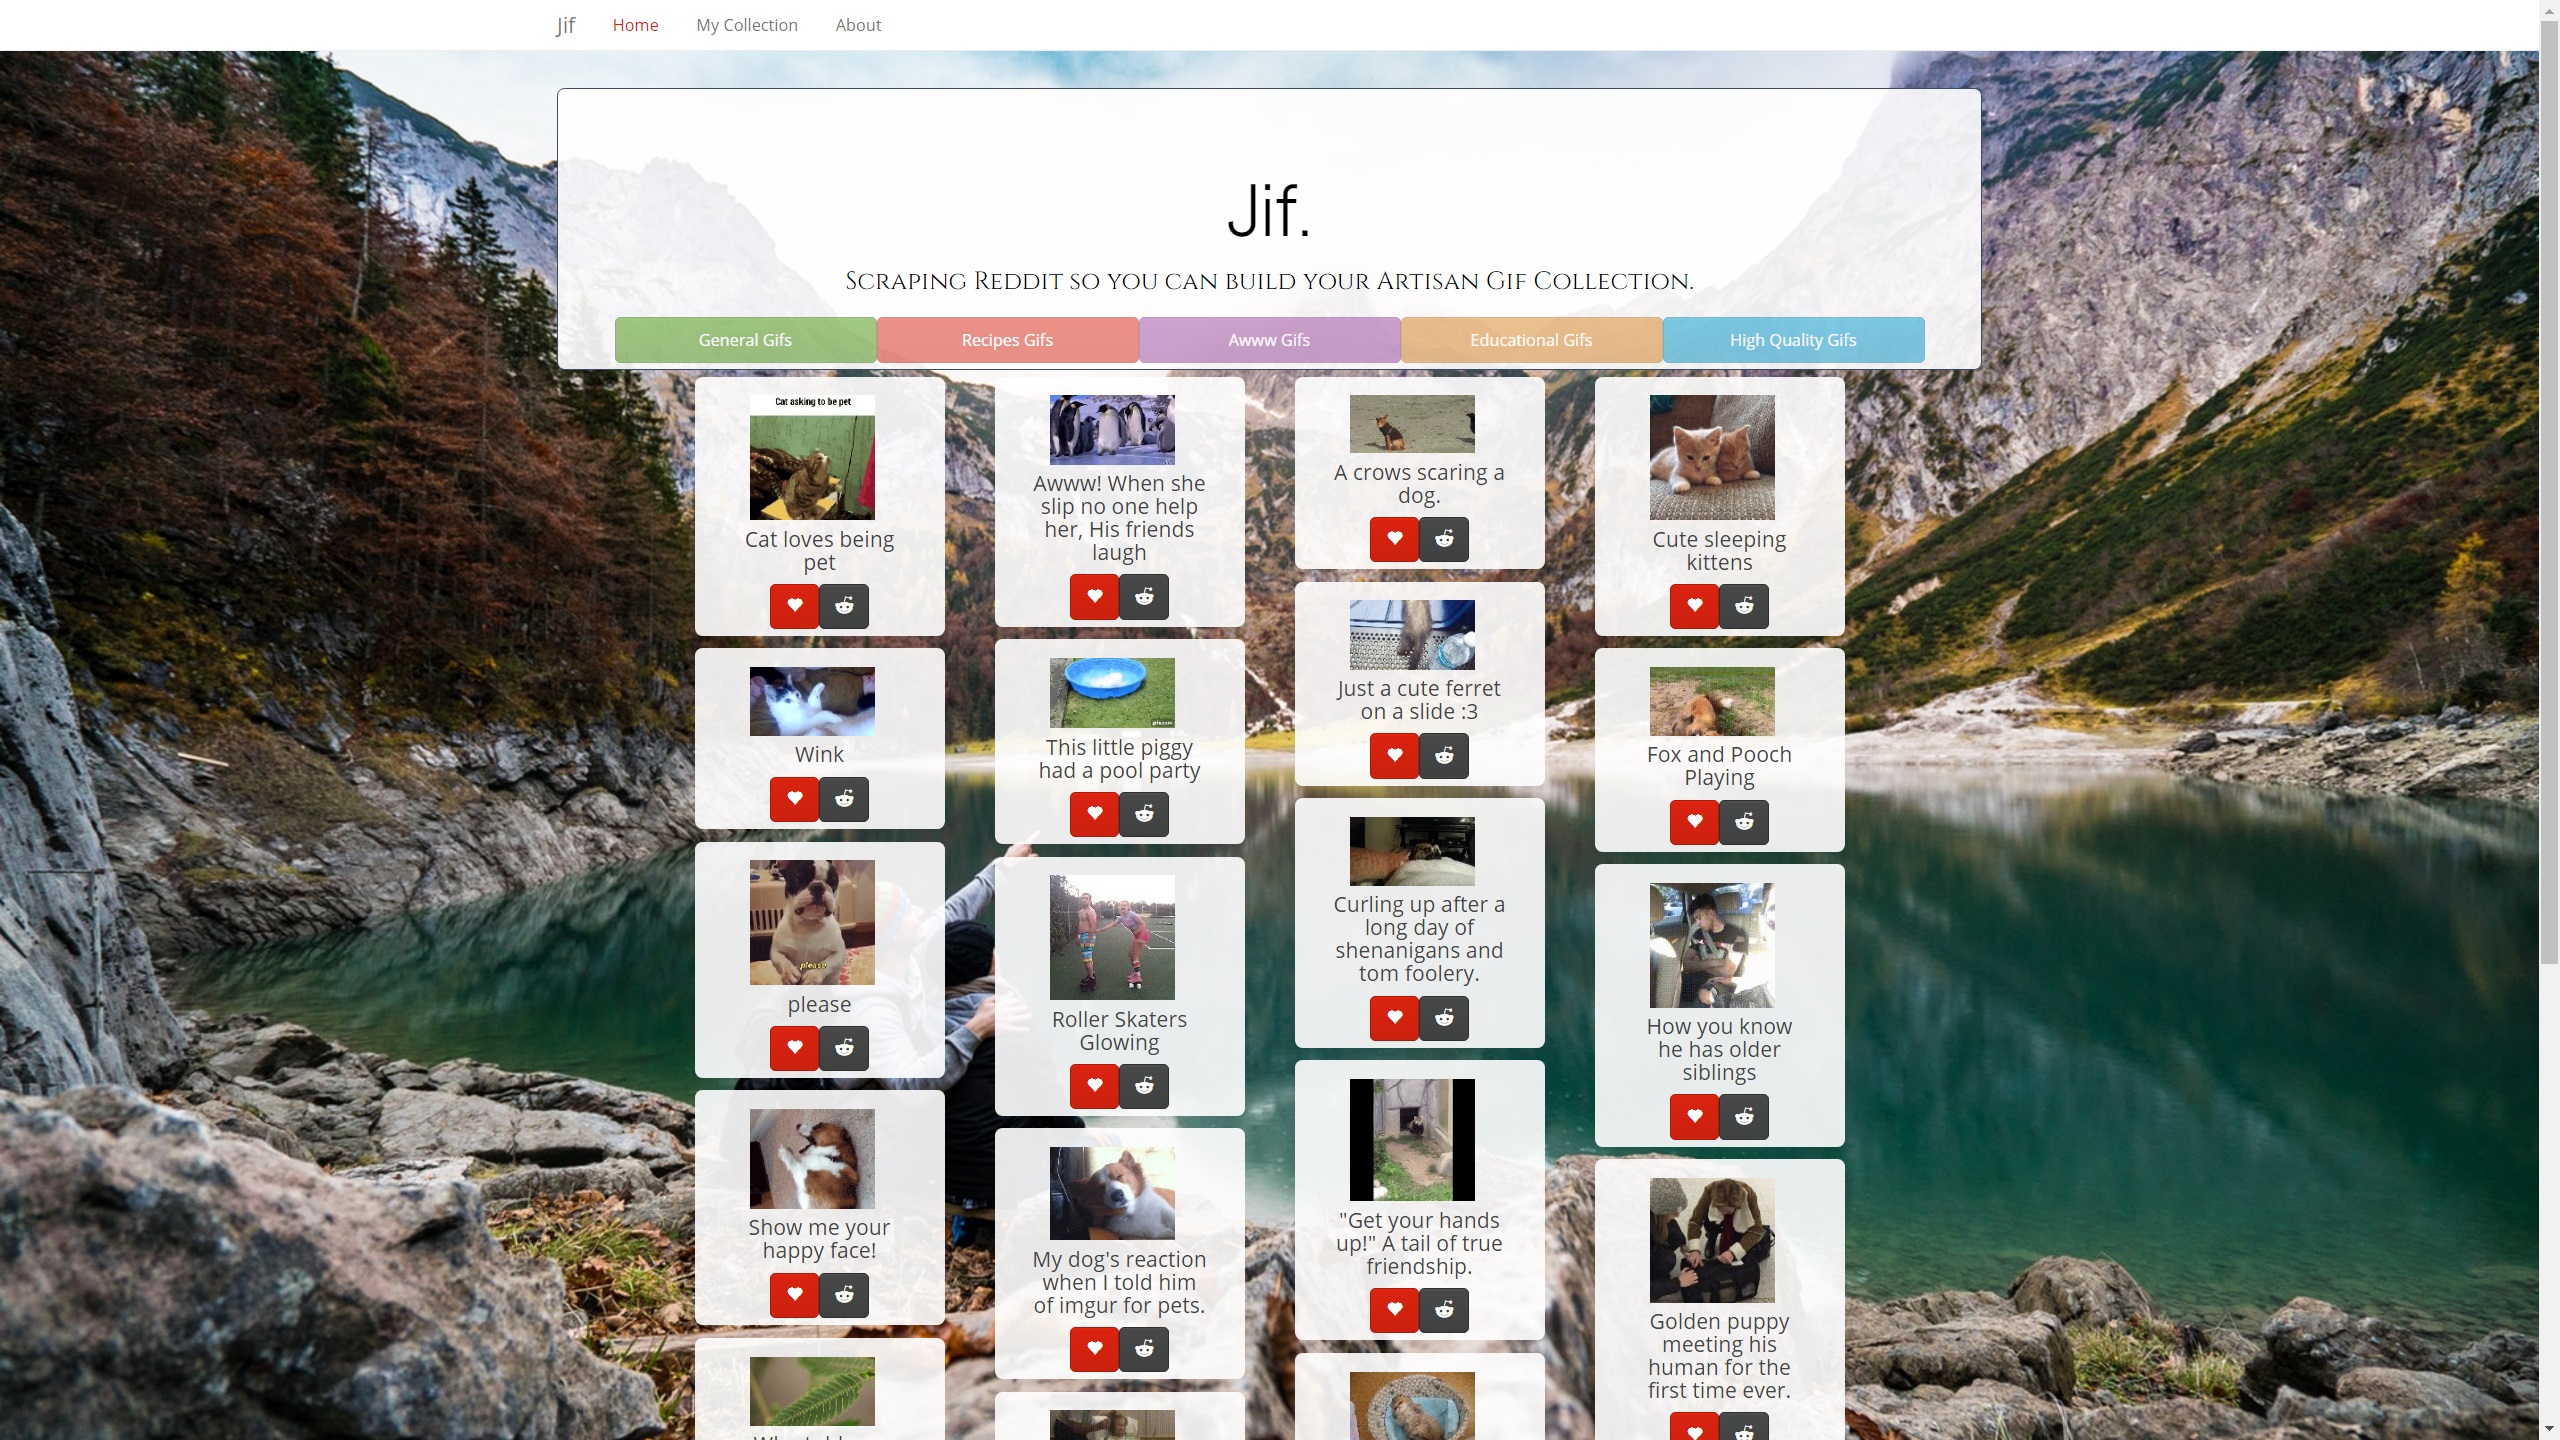 Jif Home My Collection About
Jif.
Scraping Reddit so you can build your Artisan Gif Collection.
General Gifs Recipes Gifs Awww Gifs Educational Gifs High Quality Gifs
Cat asking to be pet
Cat loves being
pet
Wink
please
please
Show me your
happy face!
Awww! When she
slip no one help
her, His friends
laugh
This little piggy
had a pool party
Roller Skaters
Glowing
My dog's reaction
when I told him
of imgur for pets.
A crows scaring a
dog.
Just a cute ferret
on a slide :3
Curling up after a
long day of
shenanigans and
tom foolery.
"Get your hands
up!" A tail of true
friendship.
Cute sleeping
kittens
Fox and Pooch
Playing
How you know
he has older
siblings
Golden puppy
meeting his
human for the
first time ever.